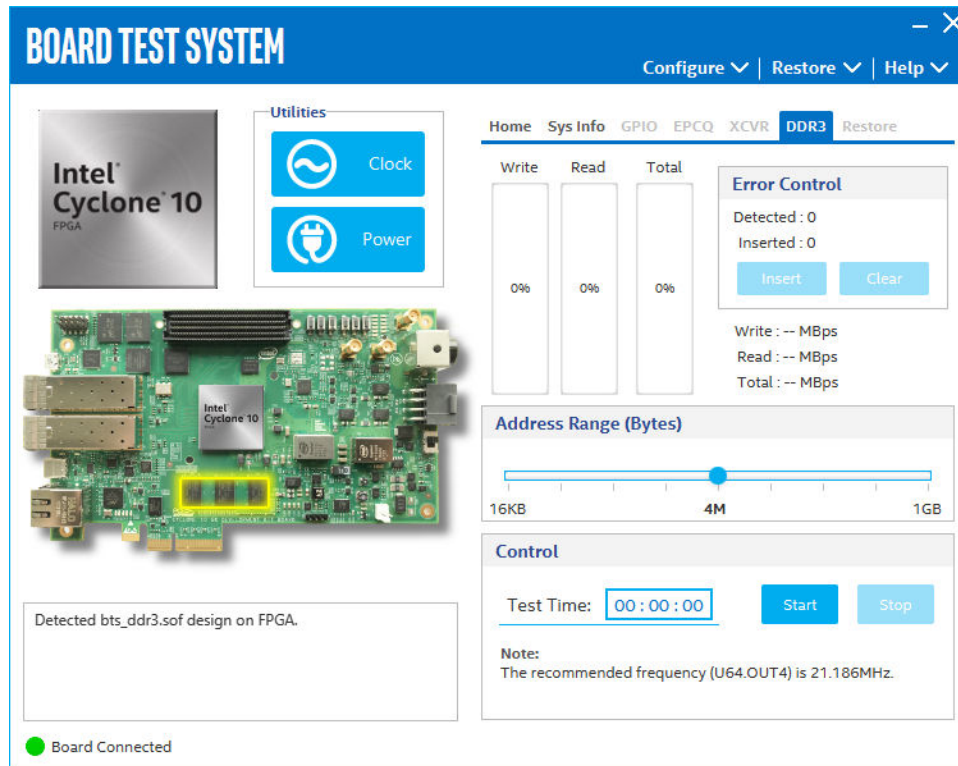 BOARD TEST SYSTEM
Configure | Restore | Help
Intel
Cyclone 10
FPGA
Utilities
Clock
Power
Home Sys Info GPIO EPCQ XCVR DDR3 Restore
Write Read Total
0% 0% 0%
Error Control
Detected : 0
Inserted : 0
Insert Clear
Write : -- MBps
Read : -- MBps
Total : -- MBps
Intel
Cyclone 10
Address Range (Bytes)
16KB 4M 1GB
Control
Test Time: 00 : 00 : 00 Start Stop
Note:
The recommended frequency (U64.OUT4) is 21.186MHz.
Detected bts_ddr3.sof design on FPGA.
Board Connected